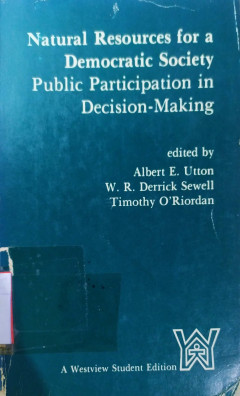 Natural Resources for a
Democratic Society
Public Participation in
Decision-Making
edited by
Albert E. Utton
W. R. Derrick Sewell
Timothy O'Riordan
A Westview Student Edition